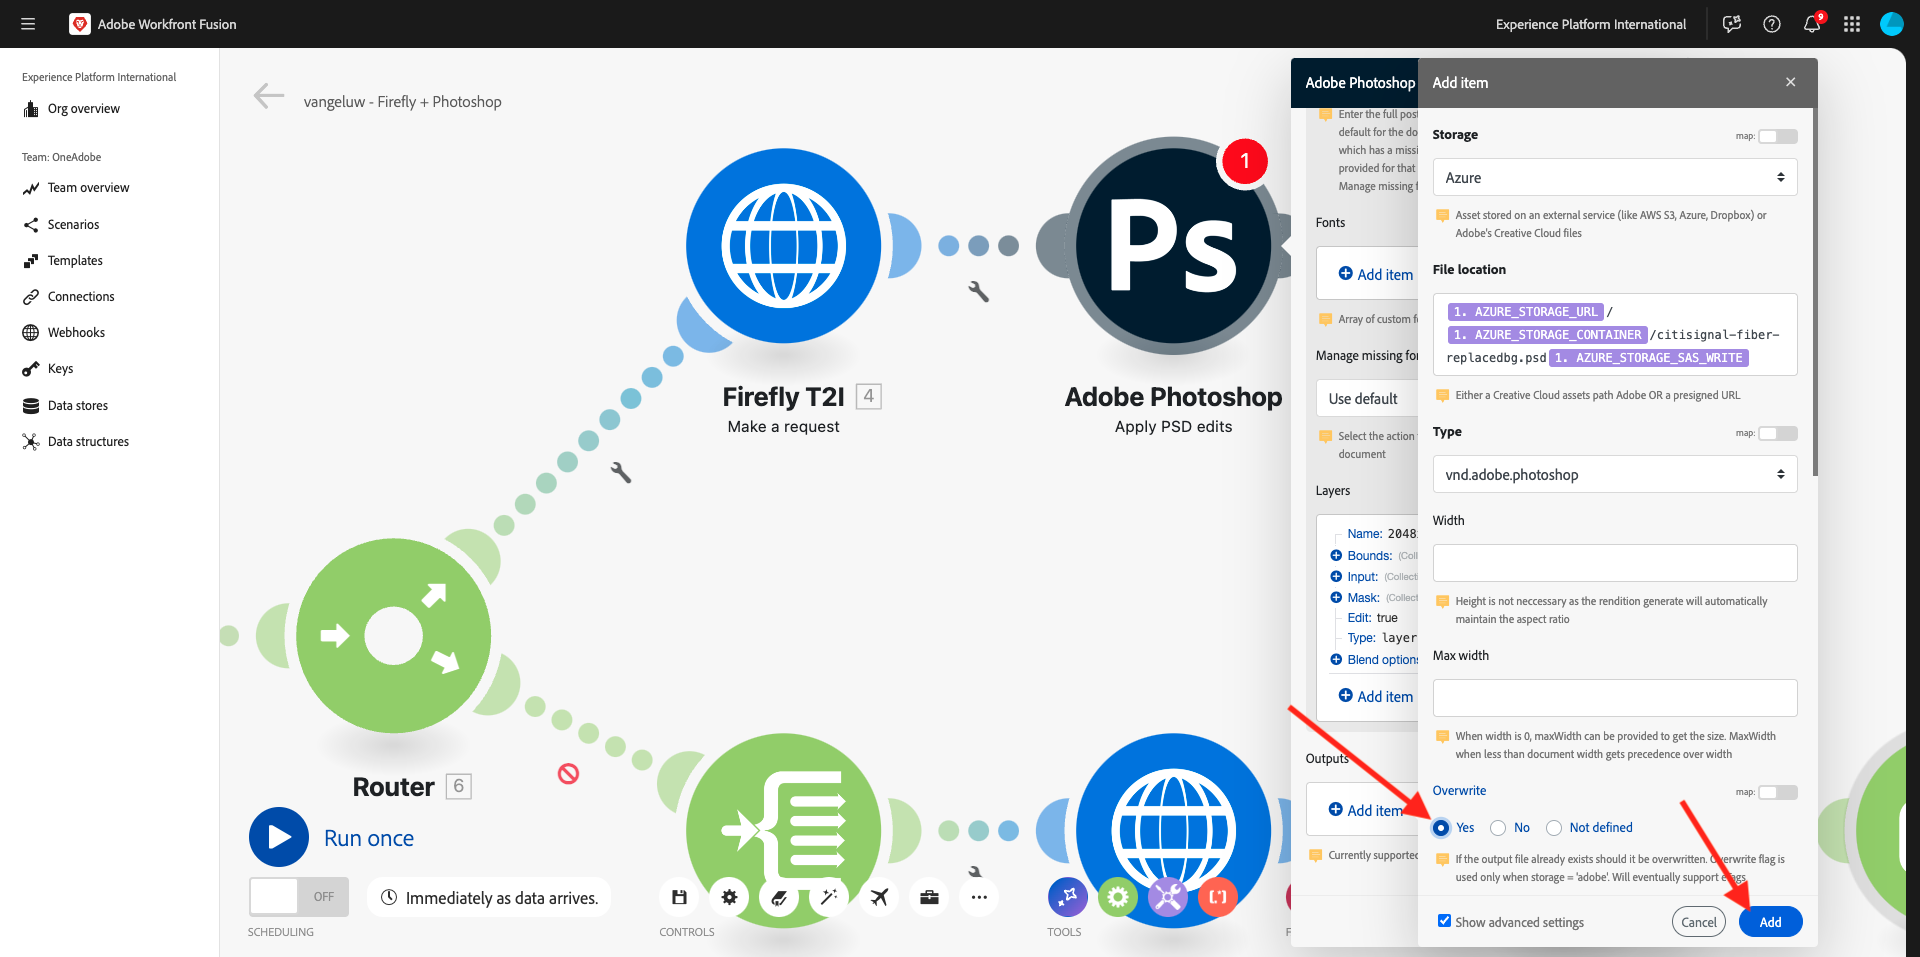 Adobe Workfront Fusion
Experience Platform International
9
Experience Platform International
Org overview
Team: OneAdobe
Team overview
Scenarios
Templates
Connections
Webhooks
Keys
Data stores
Data structures
vangeluw - Firefly + Photoshop
Firefly T2I 4
Make a request
Ps
1
Adobe Photoshop
Apply PSD edits
Router 6
Run once
OFF
Immediately as data arrives.
SCHEDULING
CONTROLS
TOOLS
Adobe Photoshop
Enter the full post
default for the do
which has a missi
provided for that
Manage missing f
Fonts
Add item
Array of custom f
Manage missing fo
Use default
Select the action
document
Layers
Name: 2048
Bounds: (Coll
Input: (Collect
Mask: (Collect
Edit: true
Type: layer
Blend options
Add item
Outputs
Add item
Currently supported
Add item
Storage
map:
Azure
Asset stored on an external service (like AWS S3, Azure, Dropbox) or
Adobe's Creative Cloud files
File location
1. AZURE_STORAGE_URL /
1. AZURE_STORAGE_CONTAINER /citisignal-fiber-
replacedbg.psd 1. AZURE_STORAGE_SAS_WRITE
Either a Creative Cloud assets path Adobe OR a presigned URL
Type
map:
vnd.adobe.photoshop
Width
Height is not neccessary as the rendition generate will automatically
maintain the aspect ratio
Max width
When width is 0, maxWidth can be provided to get the size. MaxWidth
when less than document width gets precedence over width
Overwrite
map:
Yes No Not defined
If the output file already exists should it be overwritten. Overwrite flag is
used only when storage = 'adobe'. Will eventually support eTags
Show advanced settings
Cancel
Add